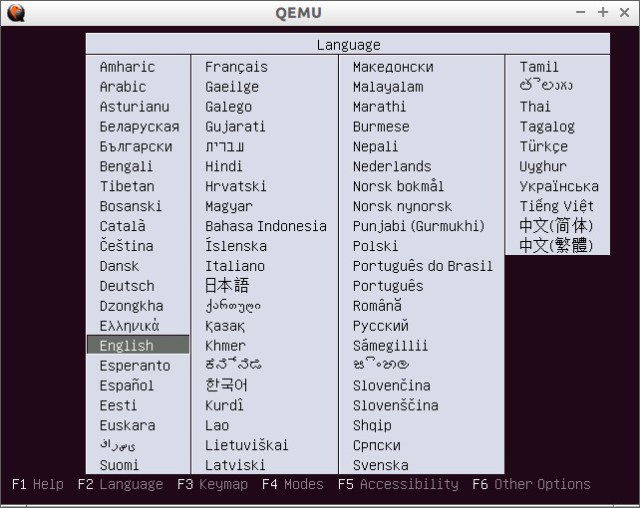 QEMU
Language
Amharic
Arabic
Asturianu
Беларуская
Български
Bengali
Tibetan
Bosanski
Català
Čeština
Dansk
Deutsch
Dzongkha
Ελληνικά
English
Esperanto
Español
Eesti
Euskara
Suomi
Français
Gaeilge
Galego
Gujarati
עברית
Hindi
Hrvatski
Magyar
Bahasa Indonesia
Íslenska
Italiano
日本語
ქართული
Қазақ
Khmer
한국어
Kurdî
Lao
Lietuviškai
Latviski
Македонски
Malayalam
Marathi
Burmese
Nepali
Nederlands
Norsk bokmål
Norsk nynorsk
Punjabi (Gurmukhi)
Polski
Português do Brasil
Português
Română
Русский
Sámegillii
Slovenčina
Slovenščina
Shqip
Српски
Svenska
Tamil
Thai
Tagalog
Türkçe
Uyghur
Українська
Tiếng Việt
中文(简体)
中文(繁體)
F1 Help F2 Language F3 Keymap F4 Modes F5 Accessibility F6 Other Options